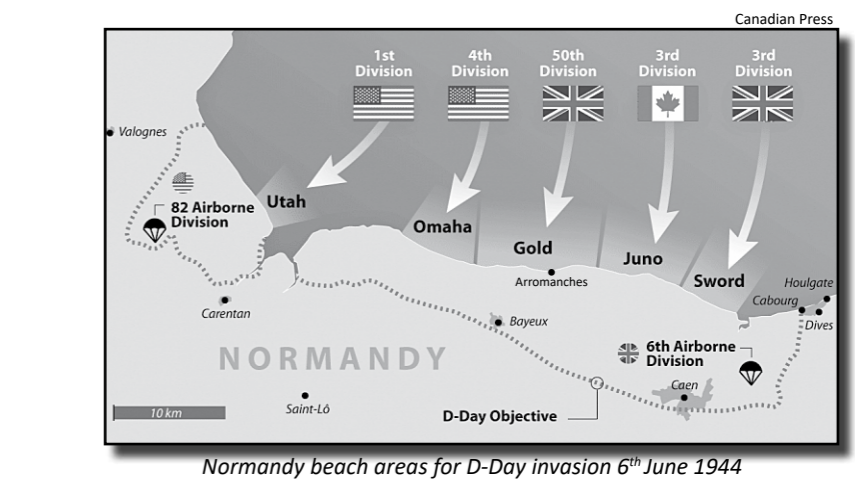 Canadian Press
1st
Division
4th
Division
50th
Division
3rd
Division
3rd
Division
Valognes
82 Airborne
Division
Utah
Omaha
Gold
Juno
Sword
Arromanches
Houlgate
Cabourg
Dives
Carentan
Bayeux
NORMANDY
6th Airborne
Division
Caen
10 km
Saint-Lô
D-Day Objective
Normandy beach areas for D-Day invasion 6th June 1944